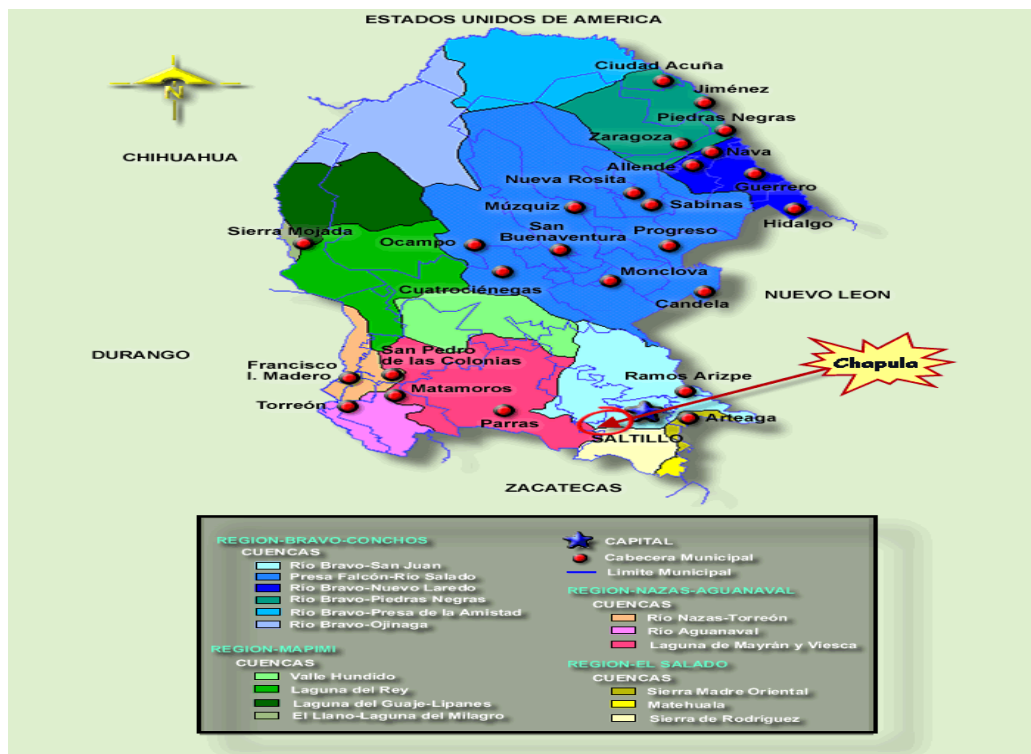 ESTADOS UNIDOS DE AMERICA
N
Ciudad Acuña
Jiménez
Piedras Negras
Zaragoza
CHIHUAHUA
Nava
Allende
Nueva Rosita
Guerrero
Múzquiz
Sabinas
Hidalgo
Sierra Mojada
Ocampo
San
Buenaventura
Progreso
Cuatrociénegas
Monclova
Candela
NUEVO LEON
DURANGO
San Pedro
de las Colonias
Francisco
I. Madero
Chapula
Ramos Arizpe
Matamoros
Torreón
Parras
Arteaga
SALTILLO
ZACATECAS
REGION-BRAVO-CONCHOS
CUENCAS
Río Bravo-San Juan
Presa Falcón-Río Salado
Río Bravo-Nuevo Laredo
Río Bravo-Piedras Negras
Río Bravo-Presa de la Amistad
Río Bravo-Ojinaga
REGION-MAPIMI
CUENCAS
Valle Hundido
Laguna del Rey
Laguna del Guaje-Lipanes
El Llano-Laguna del Milagro
CAPITAL
Cabecera Municipal
Límite Municipal
REGION-NAZAS-AGUANAVAL
CUENCAS
Río Nazas-Torreón
Río Aguanaval
Laguna de Mayrán y Viesca
REGION-EL SALADO
CUENCAS
Sierra Madre Oriental
Matehuala
Sierra de Rodríguez